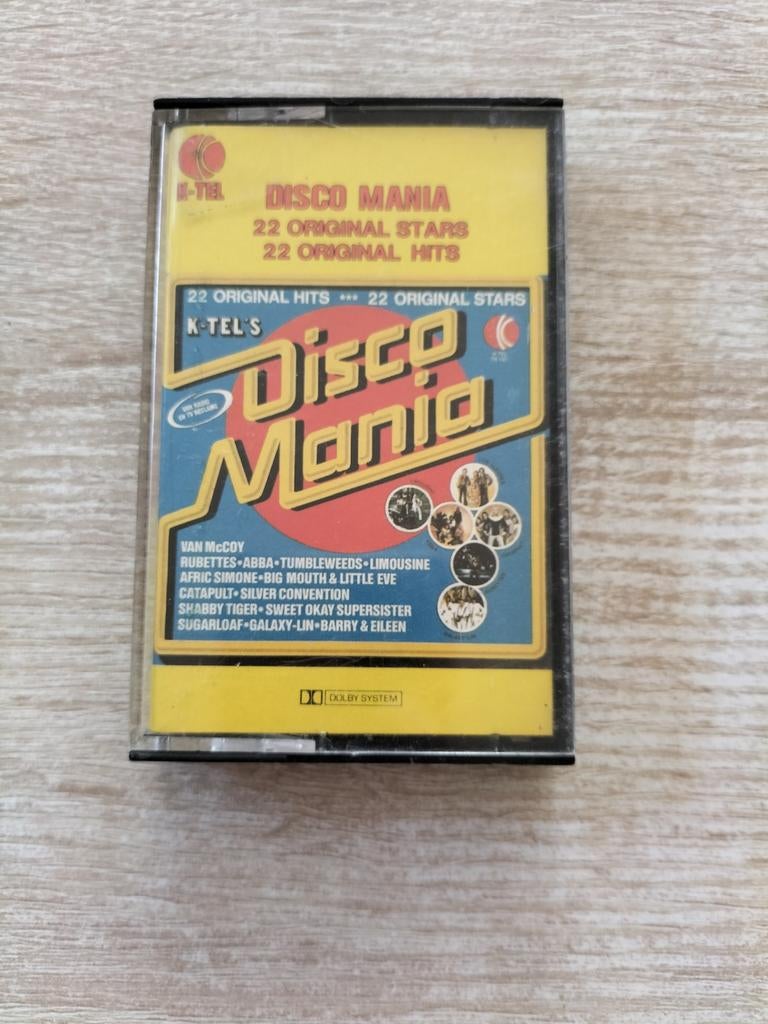 K-TEL
DISCO MANIA
22 ORIGINAL STARS
22 ORIGINAL HITS
22 ORIGINAL HITS *** 22 ORIGINAL STARS
K-TEL'S
Disco
Mania
VAN McCOY
RUBETTES•ABBA•TUMBLEWEEDS•LIMOUSINE
AFRIC SIMONE•BIG MOUTH & LITTLE EVE
CATAPULT•SILVER CONVENTION
SHABBY TIGER•SWEET OKAY SUPERSISTER
SUGARLOAF•GALAXY-LIN•BARRY & EILEEN
DOLBY SYSTEM